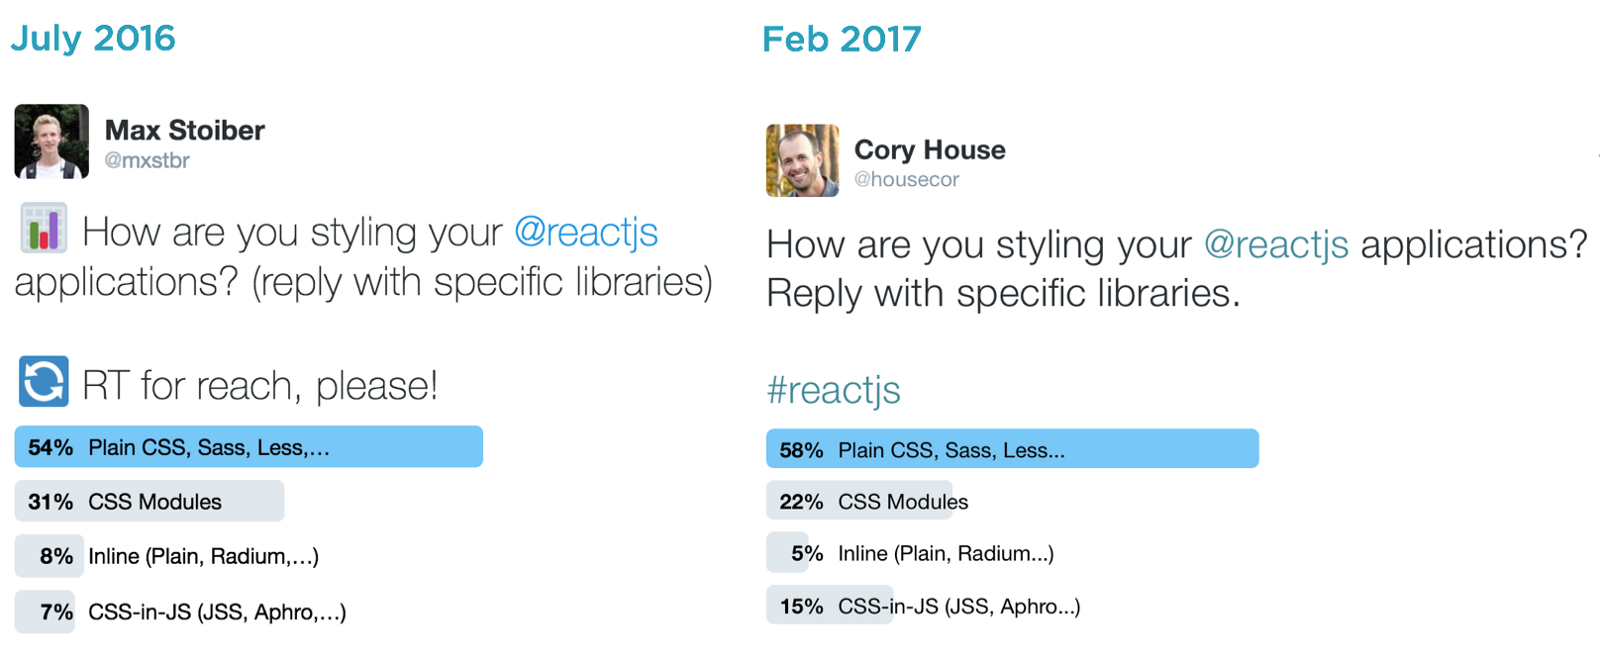 July 2016
Max Stoiber
@mxstbr
How are you styling your @reactjs
applications? (reply with specific libraries)
RT for reach, please!
54% Plain CSS, Sass, Less,…
31% CSS Modules
8% Inline (Plain, Radium,…)
7% CSS-in-JS (JSS, Aphro,…)
Feb 2017
Cory House
@housecor
How are you styling your @reactjs applications?
Reply with specific libraries.
#reactjs
58% Plain CSS, Sass, Less...
22% CSS Modules
5% Inline (Plain, Radium...)
15% CSS-in-JS (JSS, Aphro...)